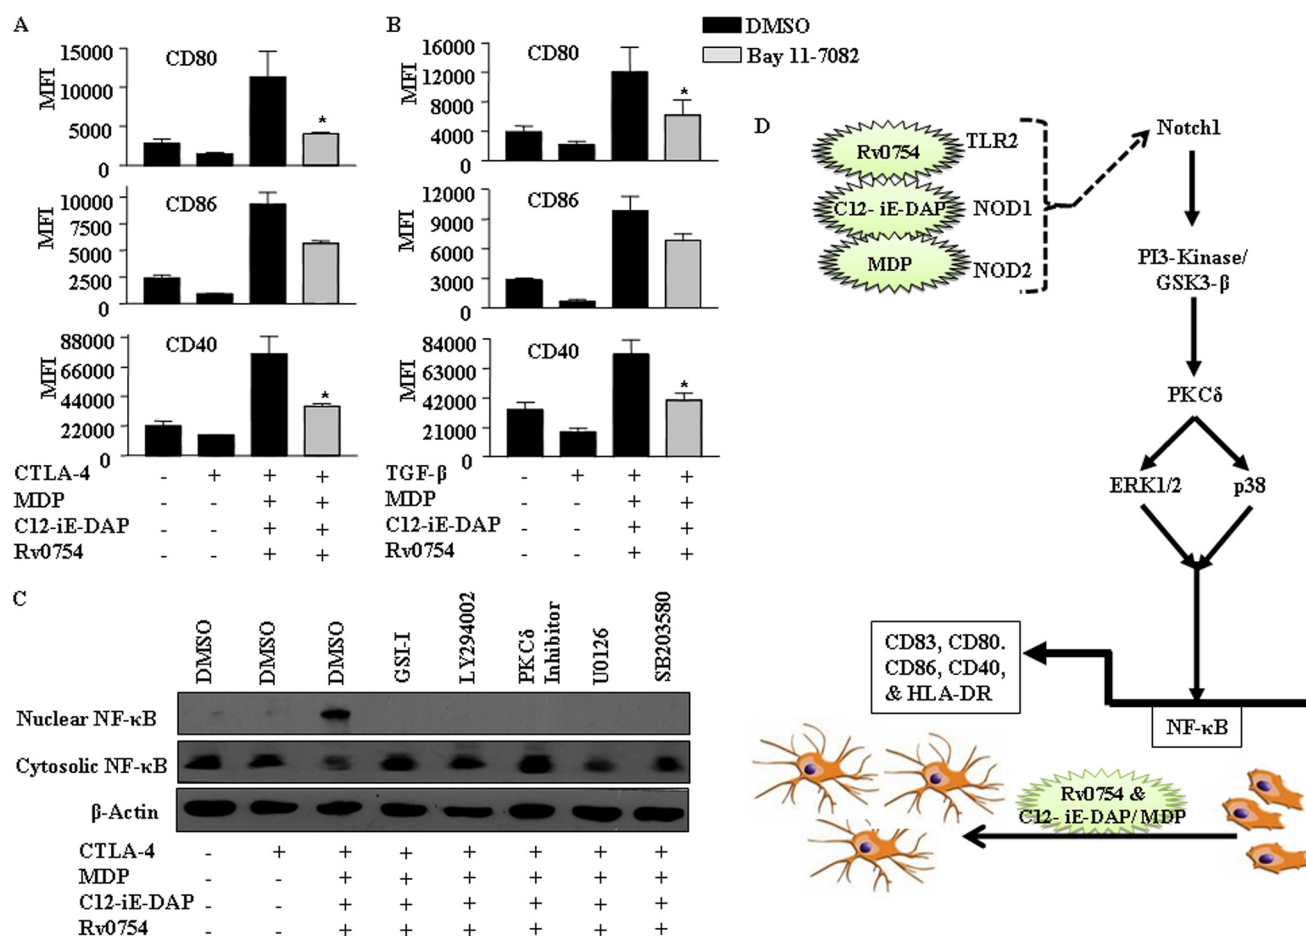 A
15000
10000
5000
0
MFI
CD80
*
10000
7500
5000
2500
0
MFI
CD86
88000
66000
44000
22000
0
MFI
CD40
*
CTLA-4 - + + +
MDP - - + +
C12-iE-DAP - - + +
Rv0754 - - + +
B
DMSO
Bay 11-7082
16000
12000
8000
4000
0
MFI
CD80
*
12000
9000
6000
3000
0
MFI
CD86
84000
63000
42000
21000
0
MFI
CD40
*
TGF-β - + + +
MDP - - + +
C12-iE-DAP - - + +
Rv0754 - - + +
C
DMSO
DMSO
DMSO
GSI-I
LY294002
PKCδ
Inhibitor
U0126
SB203580
Nuclear NF-κB
Cytosolic NF-κB
β-Actin
CTLA-4 - + + + + + + +
MDP - - + + + + + +
C12-iE-DAP - - + + + + + +
Rv0754 - - + + + + + +
D
Rv0754 TLR2
C12- iE-DAP NOD1
MDP NOD2
Notch1
PI3-Kinase/
GSK3-β
PKCδ
ERK1/2 p38
CD83, CD80.
CD86, CD40,
& HLA-DR
NF-κB
Rv0754 &
C12- iE-DAP/ MDP